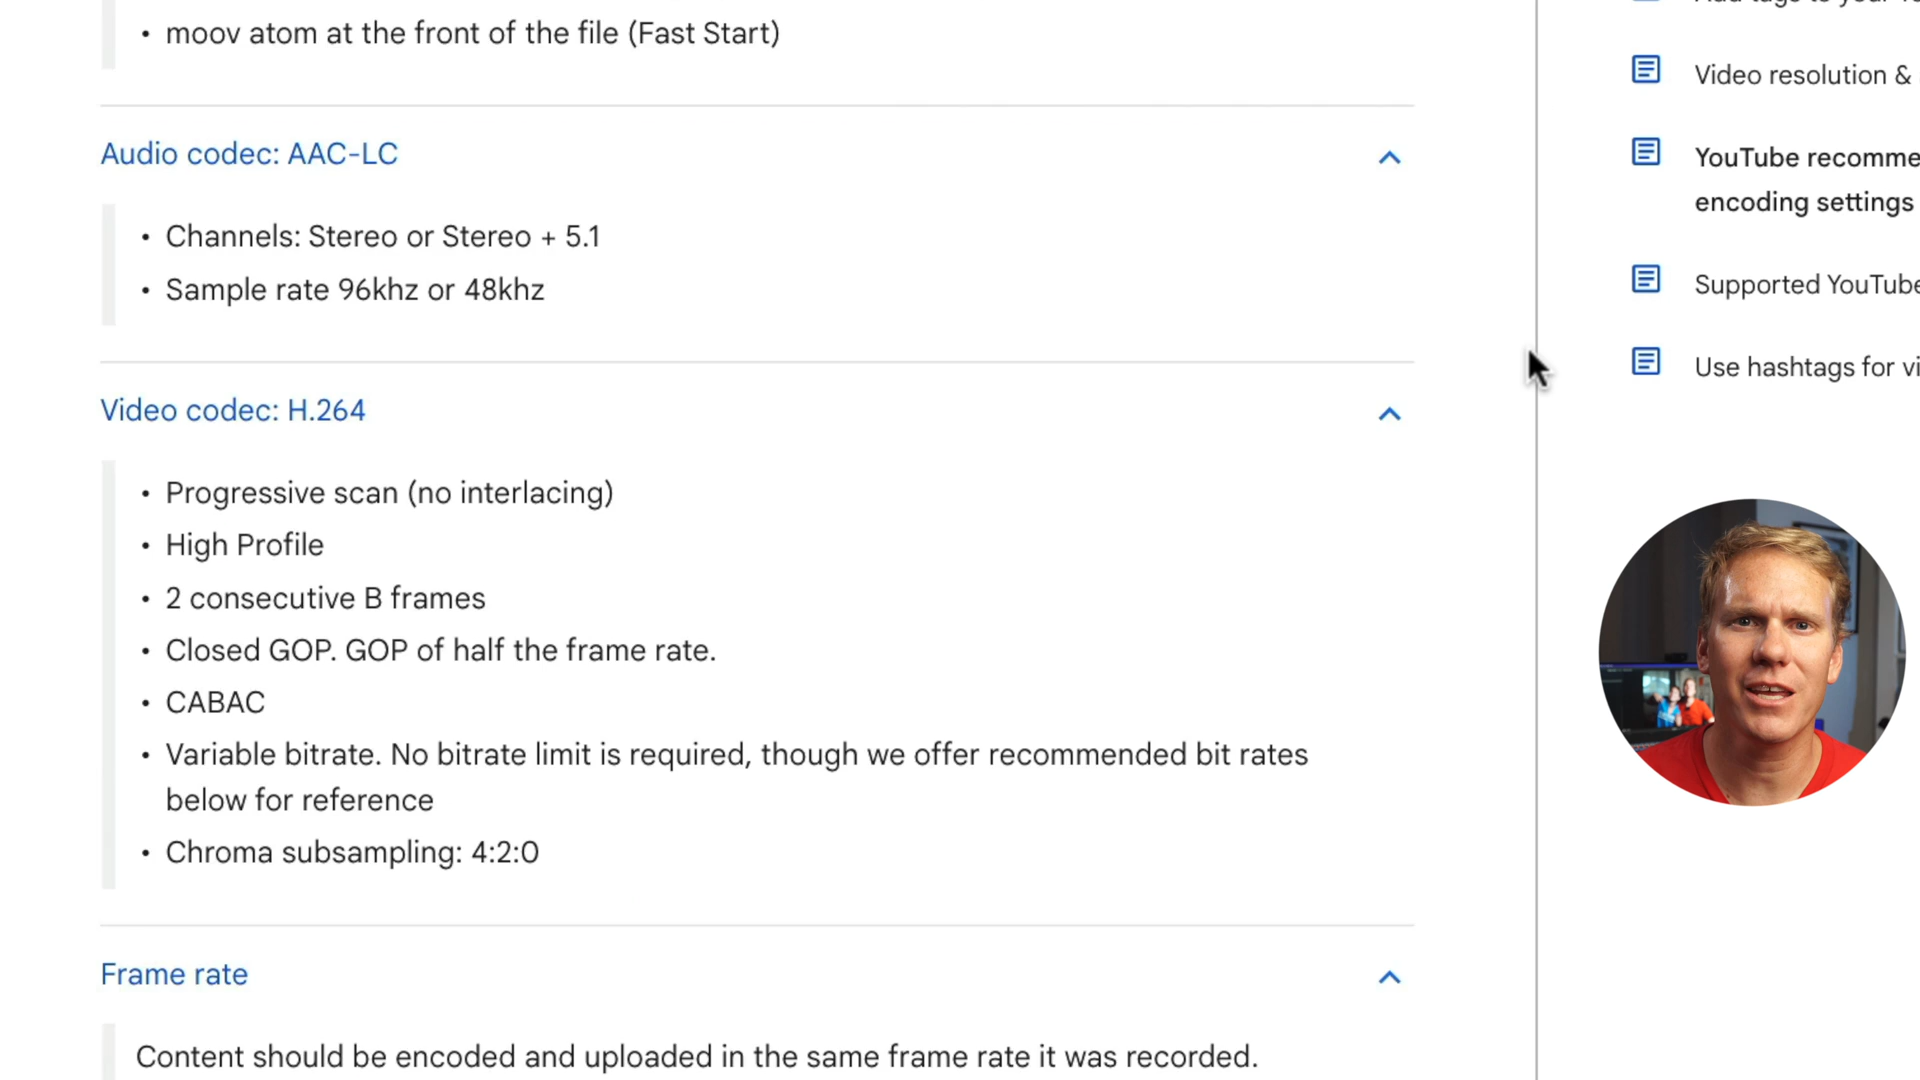 • moov atom at the front of the file (Fast Start)
Audio codec: AAC-LC
• Channels: Stereo or Stereo + 5.1
• Sample rate 96khz or 48khz
Video codec: H.264
• Progressive scan (no interlacing)
• High Profile
• 2 consecutive B frames
• Closed GOP. GOP of half the frame rate.
• CABAC
• Variable bitrate. No bitrate limit is required, though we offer recommended bit rates
below for reference
• Chroma subsampling: 4:2:0
Frame rate
Content should be encoded and uploaded in the same frame rate it was recorded.
Video resolution &
YouTube recomme
encoding settings
Supported YouTube
Use hashtags for vi